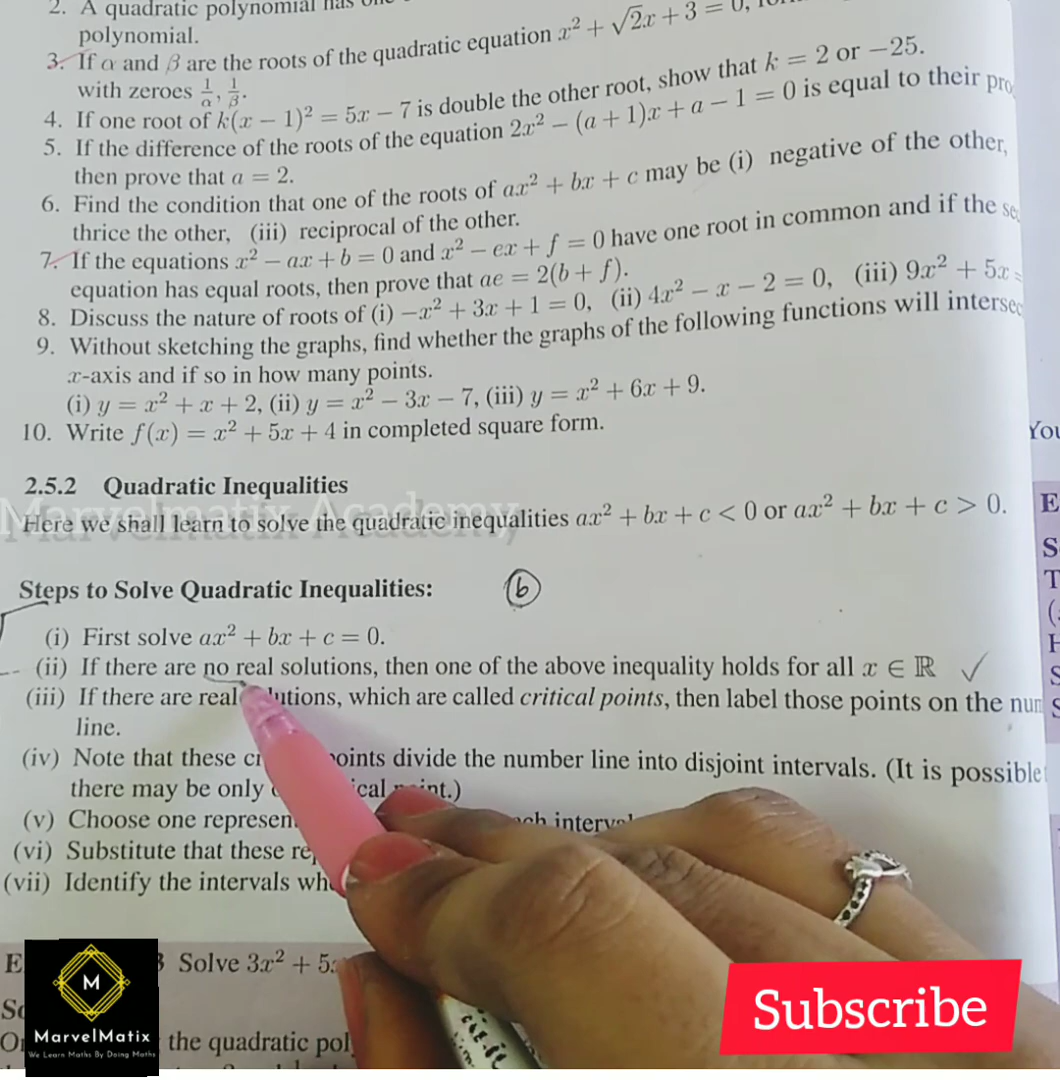 2. A quadratic polynomial has
polynomial.
3. If α and β are the roots of the quadratic equation x² + √2x + 3 = 0,
with zeroes 1/α, 1/β.
4. If one root of k(x − 1)² = 5x − 7 is double the other root, show that k = 2 or −25.
5. If the difference of the roots of the equation 2x² − (a + 1)x + a − 1 = 0 is equal to their
then prove that a = 2.
6. Find the condition that one of the roots of ax² + bx + c may be (i) negative of the other,
thrice the other, (iii) reciprocal of the other.
7. If the equations x² − ax + b = 0 and x² − ex + f = 0 have one root in common and if the
equation has equal roots, then prove that ae = 2(b + f).
8. Discuss the nature of roots of (i) −x² + 3x + 1 = 0, (ii) 4x² − x − 2 = 0, (iii) 9x² + 5x =
9. Without sketching the graphs, find whether the graphs of the following functions will
x-axis and if so in how many points.
(i) y = x² + x + 2, (ii) y = x² − 3x − 7, (iii) y = x² + 6x + 9.
10. Write f(x) = x² + 5x + 4 in completed square form.
2.5.2 Quadratic Inequalities
Marvelmatix Academy
Here we shall learn to solve the quadratic inequalities ax² + bx + c < 0 or ax² + bx + c > 0.
Steps to Solve Quadratic Inequalities: 6
(i) First solve ax² + bx + c = 0.
(ii) If there are no real solutions, then one of the above inequality holds for all x ∈ ℝ ✓
(iii) If there are real which are called critical points, then label those points on the
line.
(iv) Note that these divide the number line into disjoint intervals. (It is possible
there may be only
(v) Choose one
(vi) Substitute that these
(vii) Identify the intervals
Solve 3x² + 5
the quadratic
M
MarvelMatix
We Learn Maths By Doing Maths
Subscribe